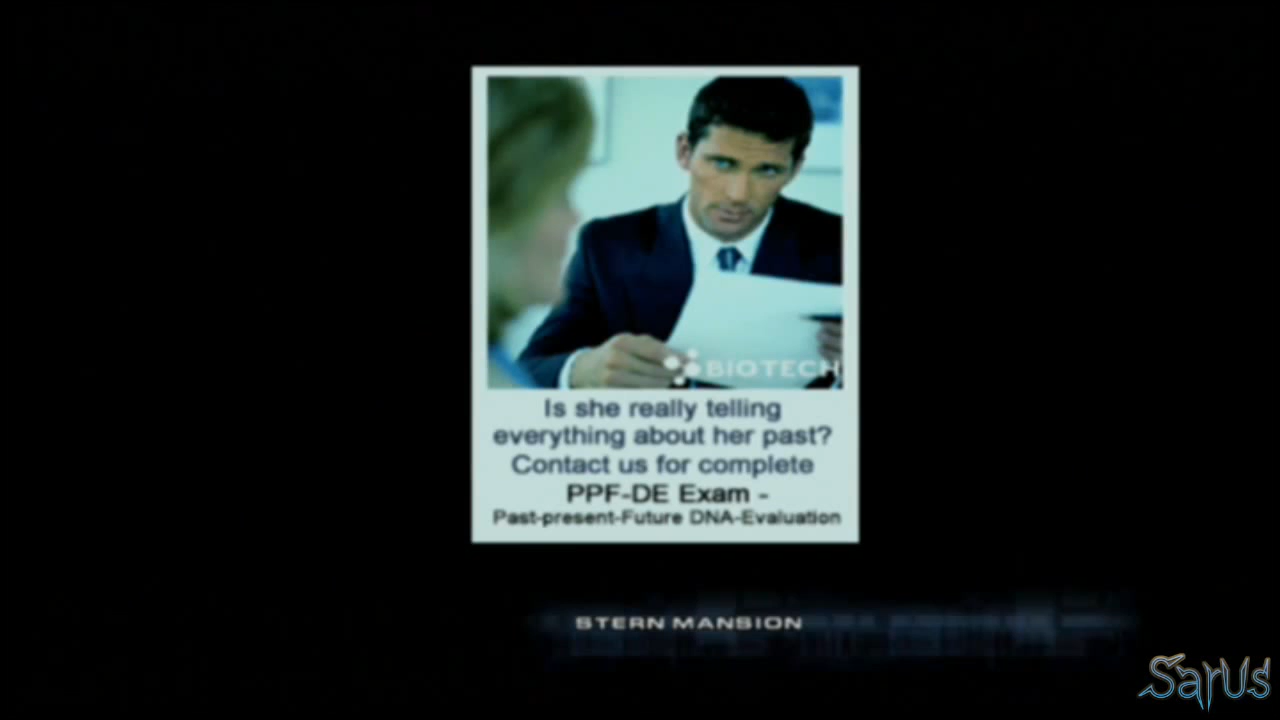 BIOTECH
Is she really telling
everything about her past?
Contact us for complete
PPF-DE Exam -
Past-present-Future DNA-Evaluation
STERN MANSION
Sarus